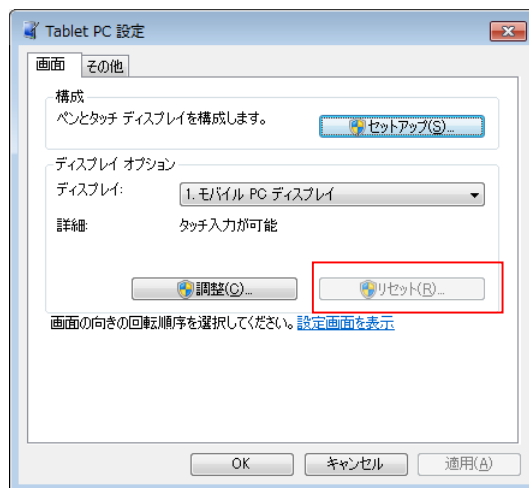 Tablet PC 設定
画面 その他
構成
ペンとタッチ ディスプレイを構成します。 セットアップ(S)...
ディスプレイ オプション
ディスプレイ: 1. モバイル PC ディスプレイ
詳細: タッチ入力が可能
調整(C)... リセット(R)...
画面の向きの回転順序を選択してください。設定画面を表示
OK キャンセル 適用(A)